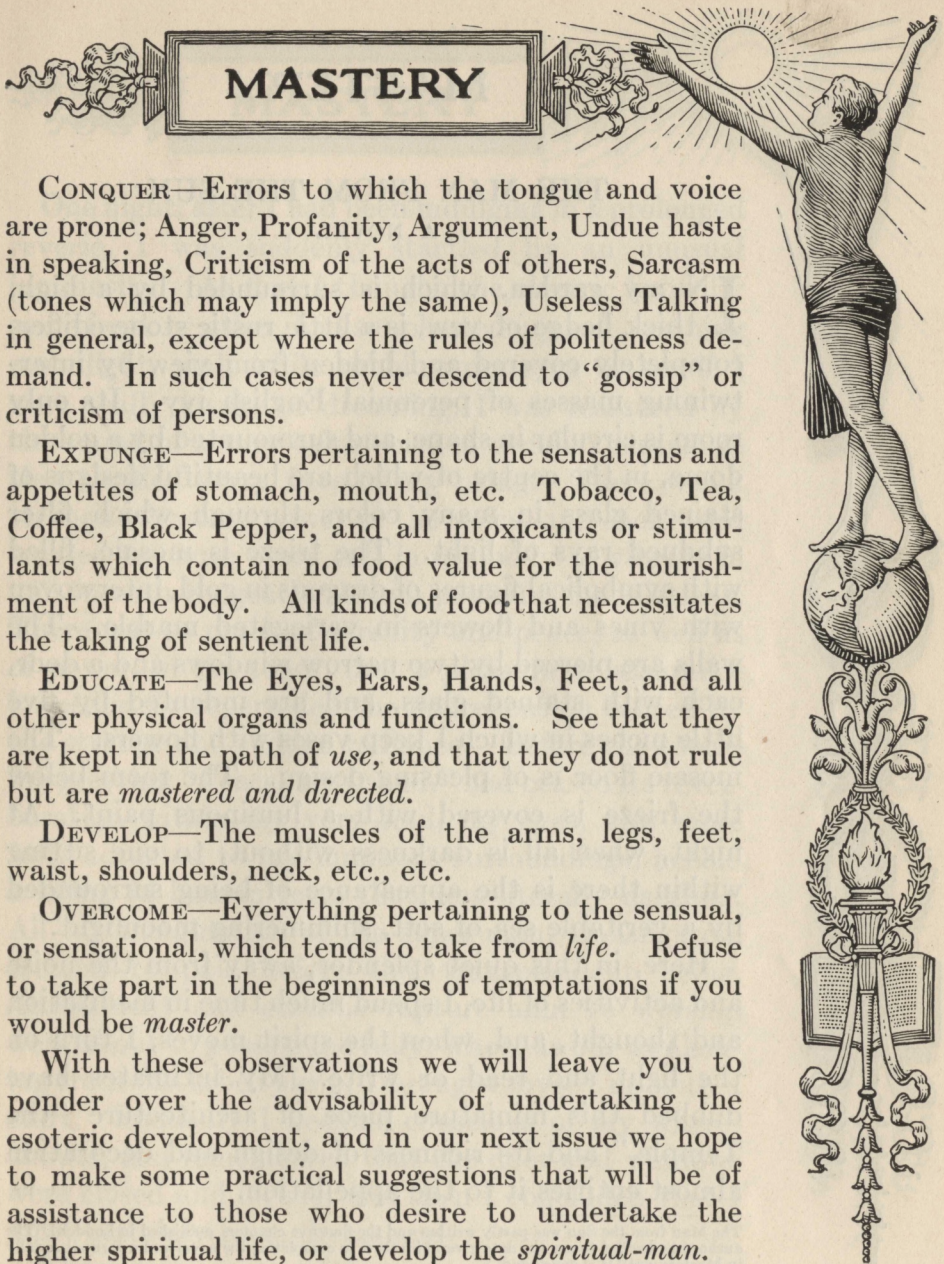 MASTERY
CONQUER—Errors to which the tongue and voice
are prone; Anger, Profanity, Argument, Undue haste
in speaking, Criticism of the acts of others, Sarcasm
(tones which may imply the same), Useless Talking
in general, except where the rules of politeness de-
mand. In such cases never descend to “gossip” or
criticism of persons.
EXPUNGE—Errors pertaining to the sensations and
appetites of stomach, mouth, etc. Tobacco, Tea,
Coffee, Black Pepper, and all intoxicants or stimu-
lants which contain no food value for the nourish-
ment of the body. All kinds of food that necessitates
the taking of sentient life.
EDUCATE—The Eyes, Ears, Hands, Feet, and all
other physical organs and functions. See that they
are kept in the path of use, and that they do not rule
but are mastered and directed.
DEVELOP—The muscles of the arms, legs, feet,
waist, shoulders, neck, etc., etc.
OVERCOME—Everything pertaining to the sensual,
or sensational, which tends to take from life. Refuse
to take part in the beginnings of temptations if you
would be master.
With these observations we will leave you to
ponder over the advisability of undertaking the
esoteric development, and in our next issue we hope
to make some practical suggestions that will be of
assistance to those who desire to undertake the
higher spiritual life, or develop the spiritual-man.